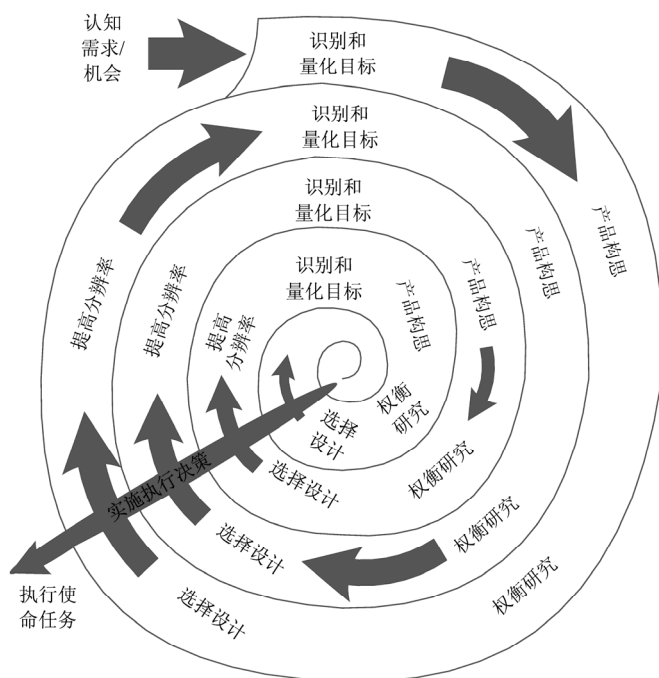 认知
需求/
机会
识别和
量化目标
识别和
量化目标
识别和
量化目标
识别和
量化目标
产品构思
产品构思
产品构思
产品构思
提高分辨率
提高分辨率
提高
分辨率
权衡
研究
选择
设计
权衡研究
选择设计
权衡研究
选择设计
权衡研究
选择设计
实施执行决策
执行使
命任务